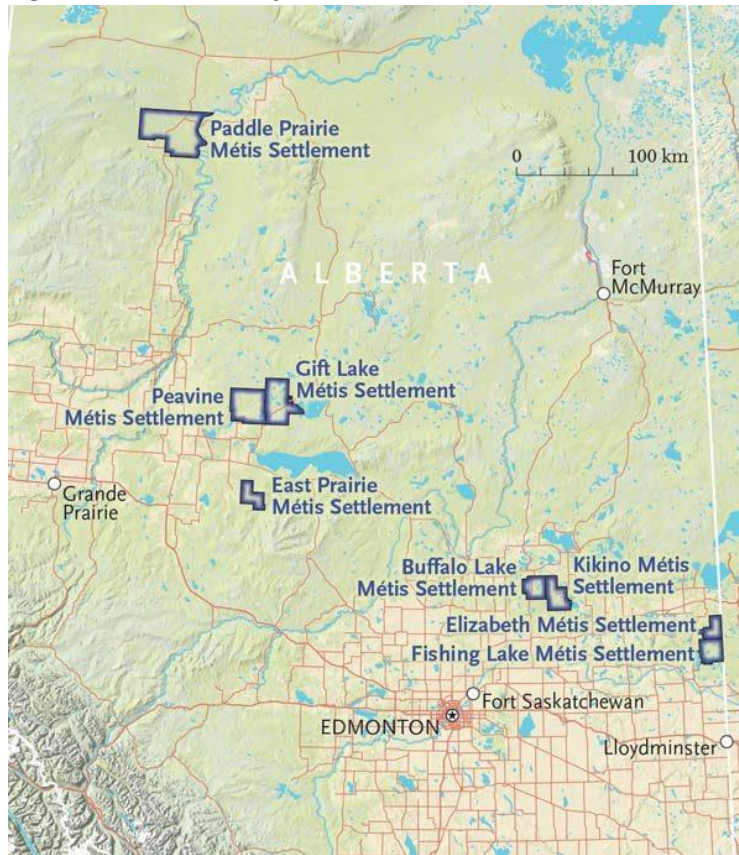 Paddle Prairie
Métis Settlement
0 100 km
ALBERTA
Fort
McMurray
Gift Lake
Métis Settlement
Peavine
Métis Settlement
Grande
Prairie
East Prairie
Métis Settlement
Buffalo Lake
Métis Settlement
Kikino Métis
Settlement
Elizabeth Métis Settlement
Fishing Lake Métis Settlement
Fort Saskatchewan
EDMONTON
Lloydminster